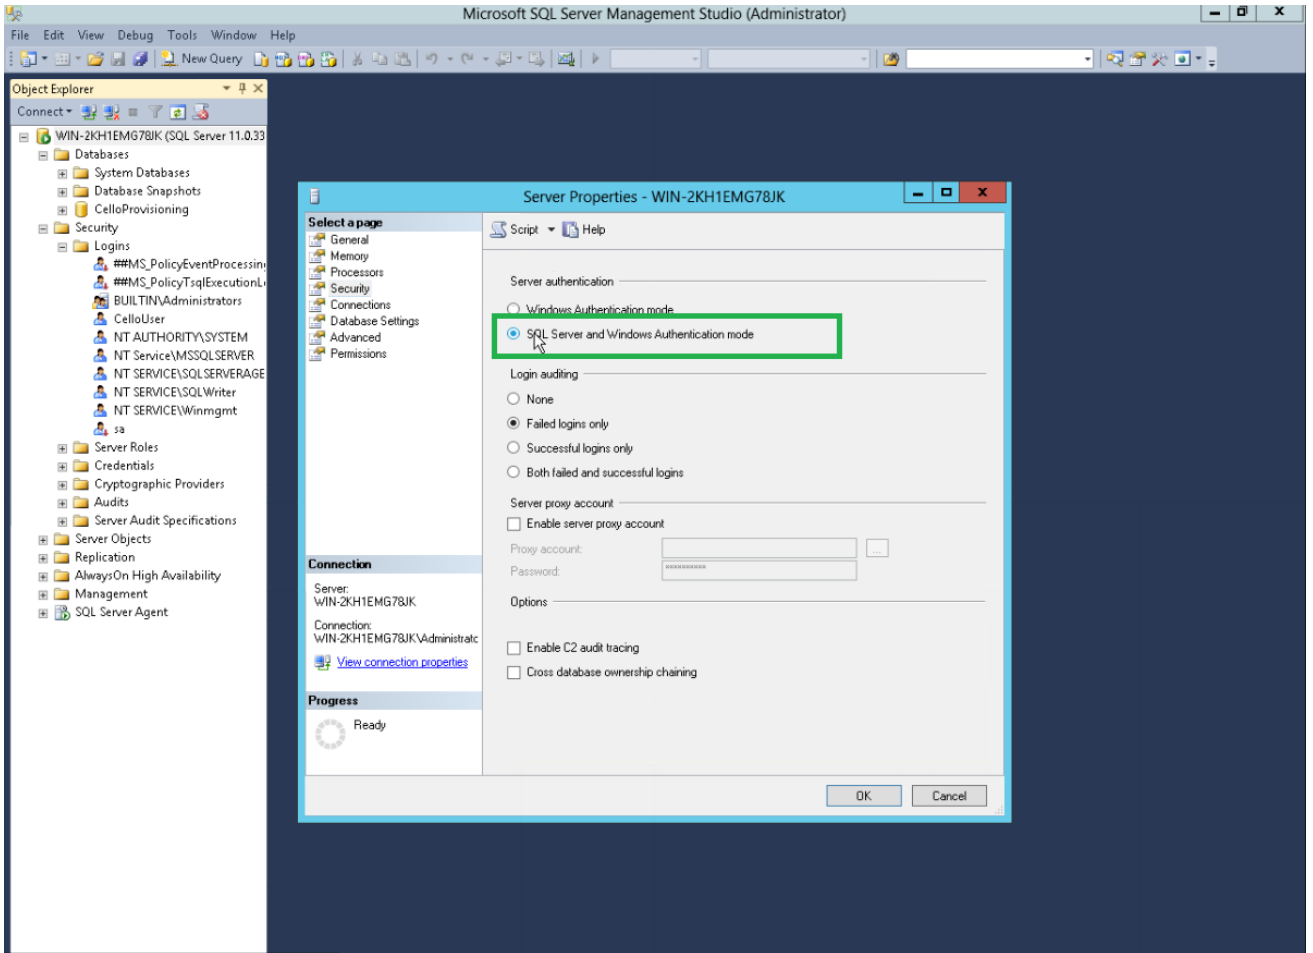 Microsoft SQL Server Management Studio (Administrator)
File Edit View Debug Tools Window Help
New Query
Object Explorer
Connect
WIN-2KH1EMG78JK (SQL Server 11.0.33
Databases
System Databases
Database Snapshots
CelloProvisioning
Security
Logins
##MS_PolicyEventProcessing
##MS_PolicyTsqlExecutionL
BUILTIN\Administrators
CelloUser
NT AUTHORITY\SYSTEM
NT Service\MSSQLSERVER
NT SERVICE\SQLSERVERAGE
NT SERVICE\SQLWriter
NT SERVICE\Winmgmt
sa
Server Roles
Credentials
Cryptographic Providers
Audits
Server Audit Specifications
Server Objects
Replication
AlwaysOn High Availability
Management
SQL Server Agent
Server Properties - WIN-2KH1EMG78JK
Select a page
General
Memory
Processors
Security
Connections
Database Settings
Advanced
Permissions
Connection
Server:
WIN-2KH1EMG78JK
Connection:
WIN-2KH1EMG78JK\Administratc
View connection properties
Progress
Ready
Script Help
Server authentication
Windows Authentication mode
SQL Server and Windows Authentication mode
Login auditing
None
Failed logins only
Successful logins only
Both failed and successful logins
Server proxy account
Enable server proxy account
Proxy account:
...
Password:
**********
Options
Enable C2 audit tracing
Cross database ownership chaining
OK Cancel